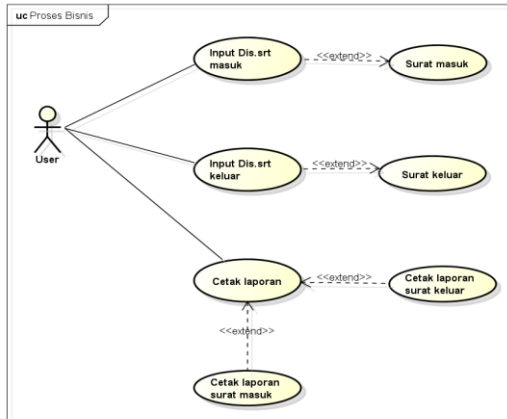 uc Proses Bisnis
Input Dis.srt
masuk
<<extend>>
Surat masuk
User
Input Dis.srt
keluar
<<extend>>
Surat keluar
Cetak laporan
<<extend>>
Cetak laporan
surat keluar
<<extend>>
Cetak laporan
surat masuk